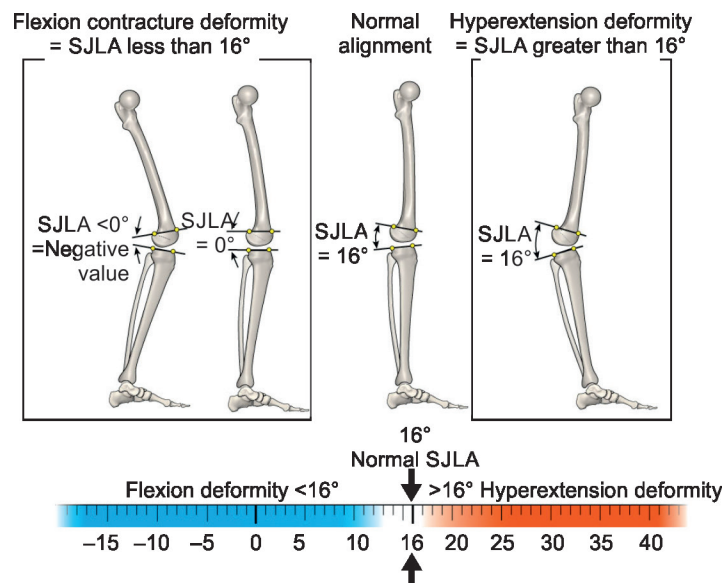 Flexion contracture deformity
= SJLA less than 16°
Normal
alignment
Hyperextension deformity
= SJLA greater than 16°
SJLA <0°
=Negative
value
SJLA
= 0°
SJLA
= 16°
SJLA
= 16°
16°
Normal SJLA
Flexion deformity <16°
>16° Hyperextension deformity
–15 –10 –5 0 5 10 16 20 25 30 35 40